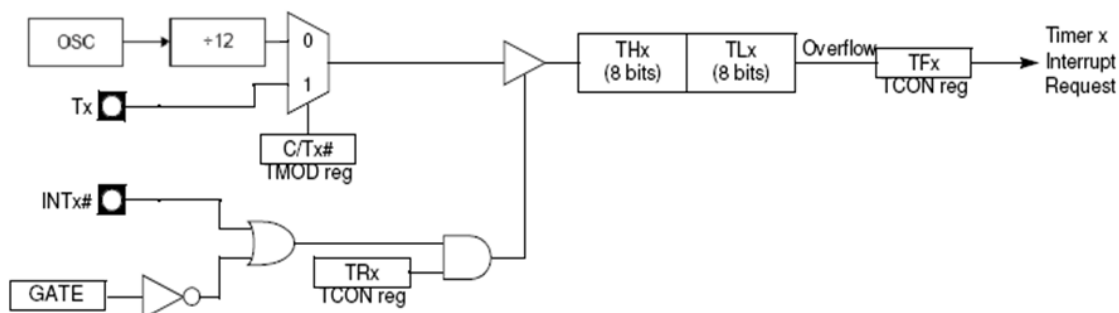 OSC
÷12
0
1
Tx
C/Tx#
TMOD reg
INTx#
GATE
TRx
TCON reg
THx
(8 bits)
TLx
(8 bits)
Overflow
TFx
TCON reg
Timer x
Interrupt
Request